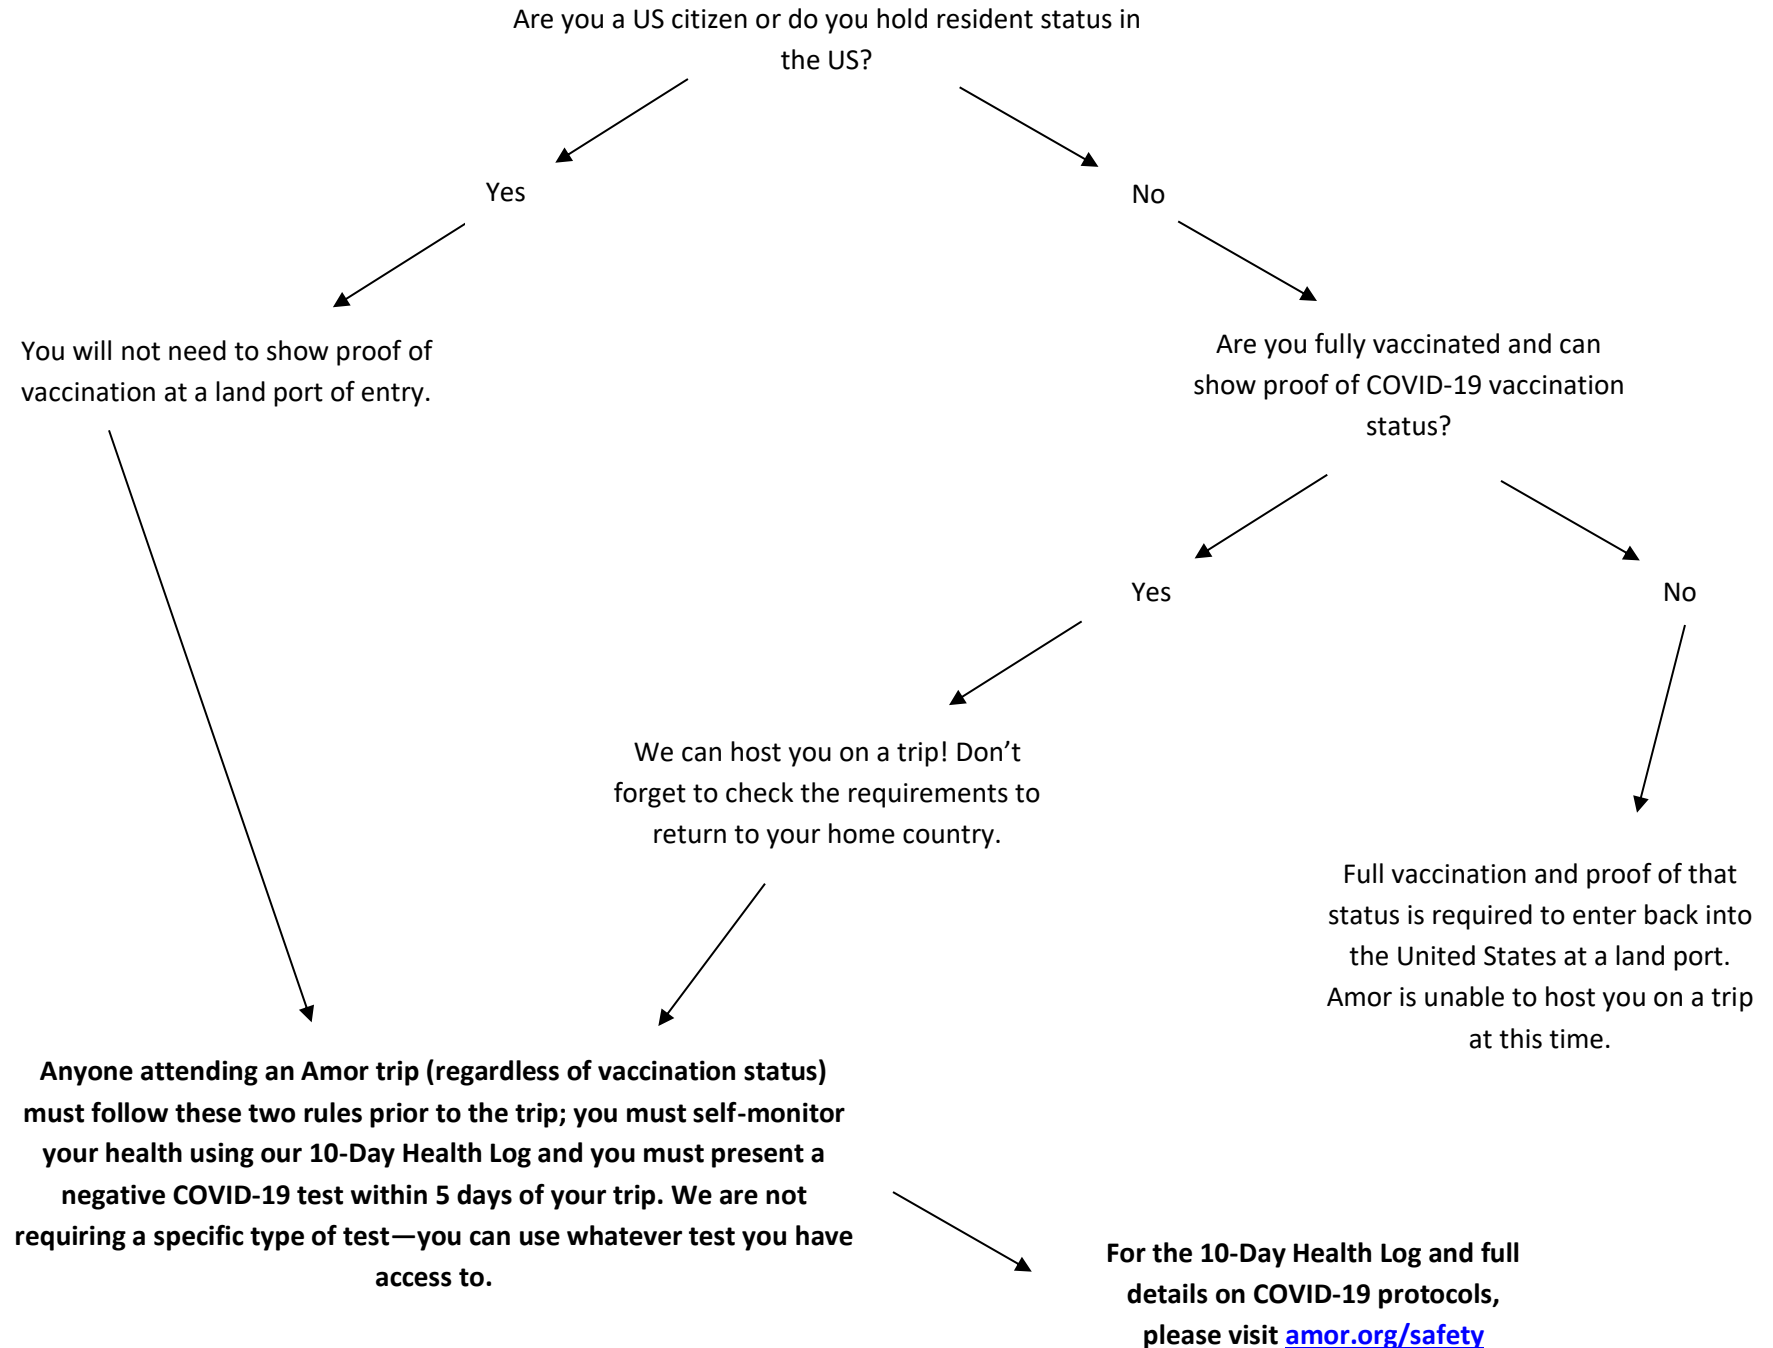 Are you a US citizen or do you hold resident status in
the US?
Yes
No
You will not need to show proof of
vaccination at a land port of entry.
Are you fully vaccinated and can
show proof of COVID-19 vaccination
status?
Yes
No
We can host you on a trip! Don’t
forget to check the requirements to
return to your home country.
Full vaccination and proof of that
status is required to enter back into
the United States at a land port.
Amor is unable to host you on a trip
at this time.
Anyone attending an Amor trip (regardless of vaccination status)
must follow these two rules prior to the trip; you must self-monitor
your health using our 10-Day Health Log and you must present a
negative COVID-19 test within 5 days of your trip. We are not
requiring a specific type of test—you can use whatever test you have
access to.
For the 10-Day Health Log and full
details on COVID-19 protocols,
please visit amor.org/safety